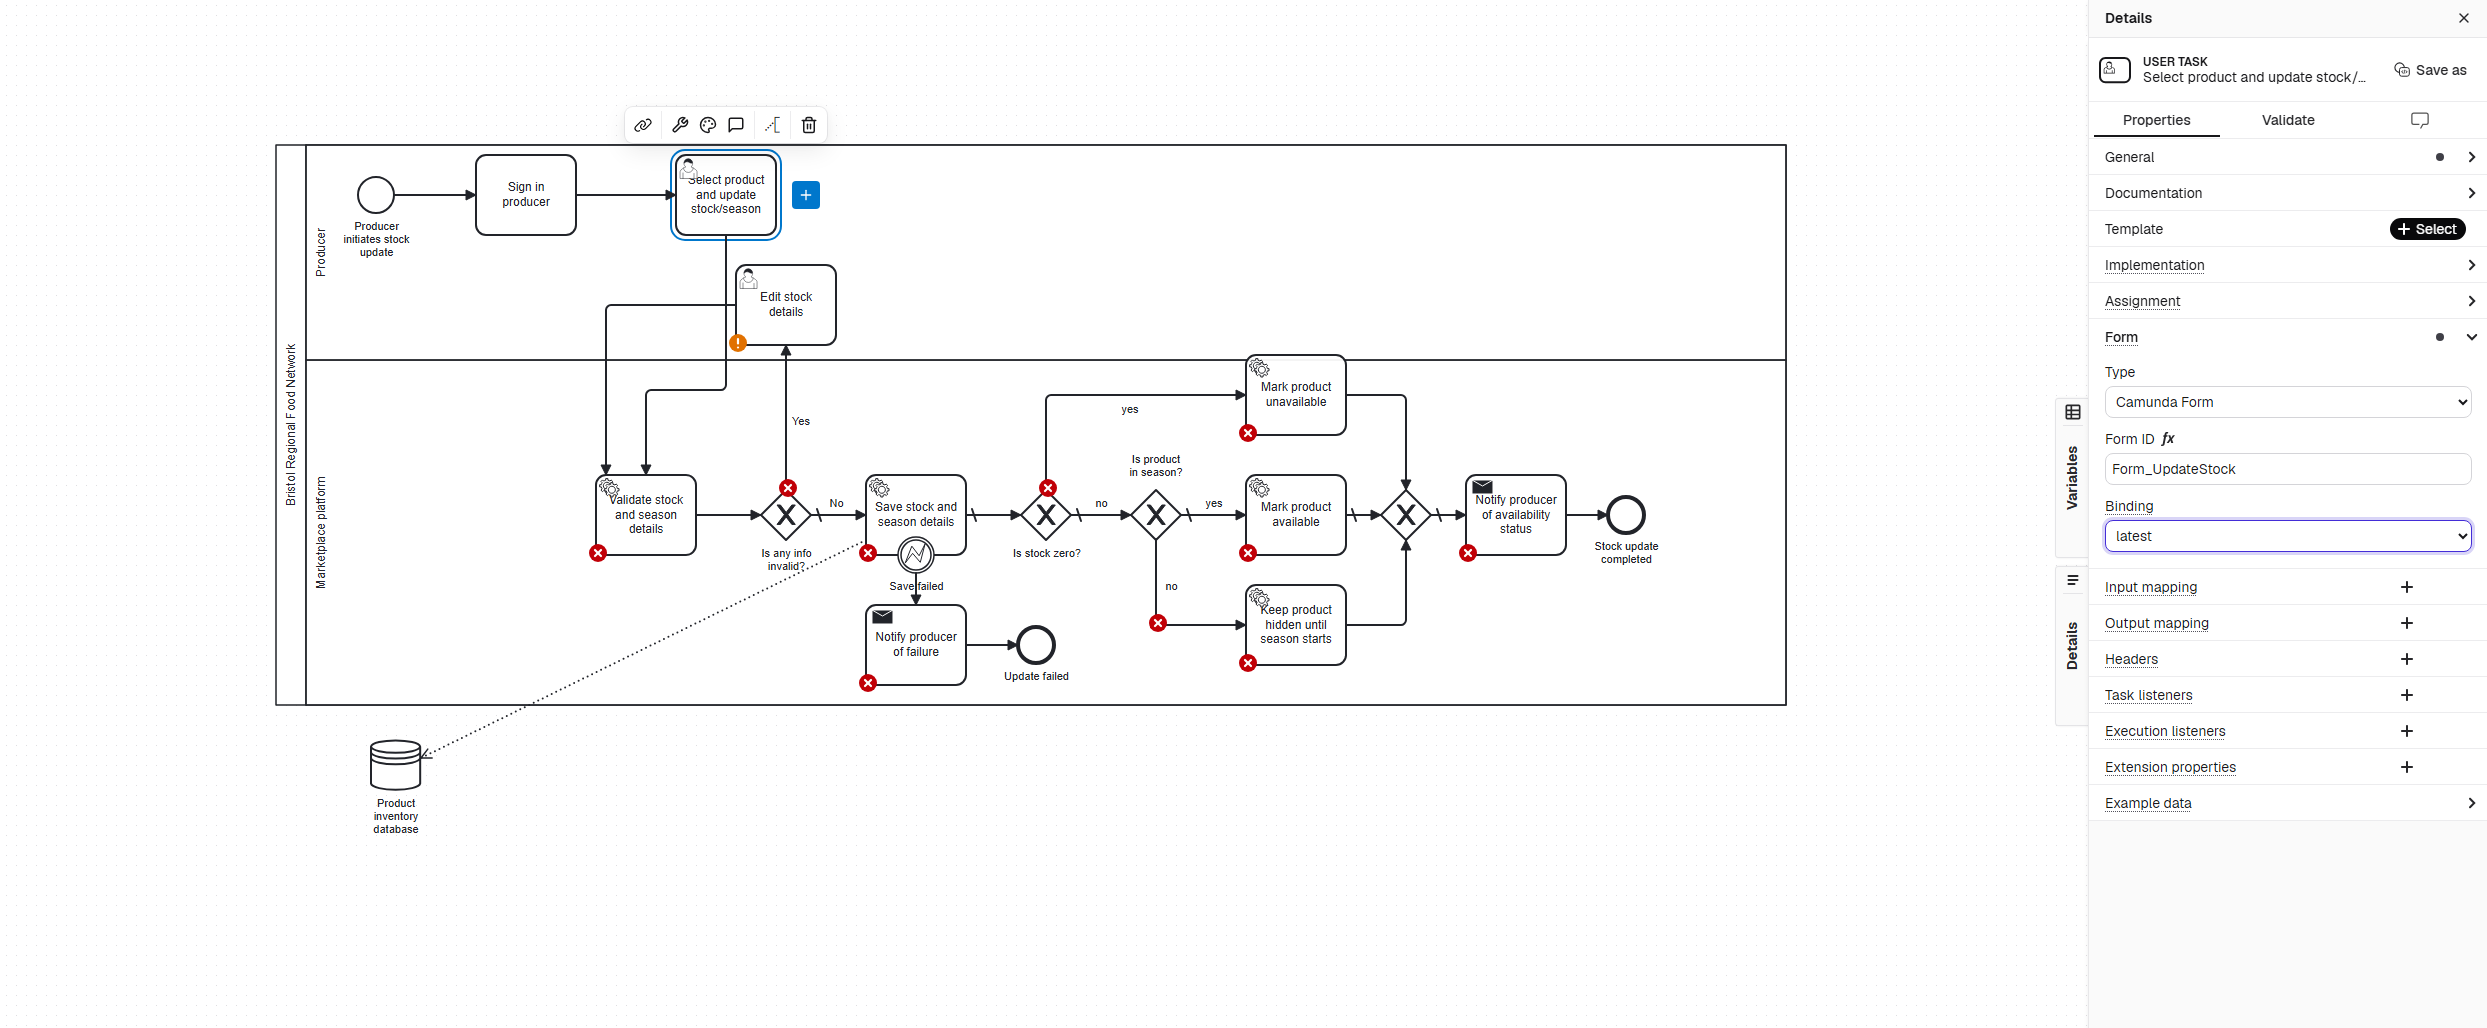 Details
USER TASK
Select product and update stock/...
Save as
Properties
Validate
General
Documentation
Template
Select
Implementation
Assignment
Form
Type
Camunda Form
Form ID fx
Form_UpdateStock
Binding
latest
Input mapping
Output mapping
Headers
Task listeners
Execution listeners
Extension properties
Example data
Variables
Details
Bristol Regional Food Network
Producer
Marketplace platform
Producer
initiates stock
update
Sign in
producer
Select product
and update
stock/season
Edit stock
details
Yes
Validate stock
and season
details
Is any info
invalid?
No
Save stock and
season details
Save failed
Notify producer
of failure
Update failed
Is stock zero?
yes
no
Is product
in season?
yes
no
Mark product
unavailable
Mark product
available
Keep product
hidden until
season starts
Notify producer
of availability
status
Stock update
completed
Product
inventory
database